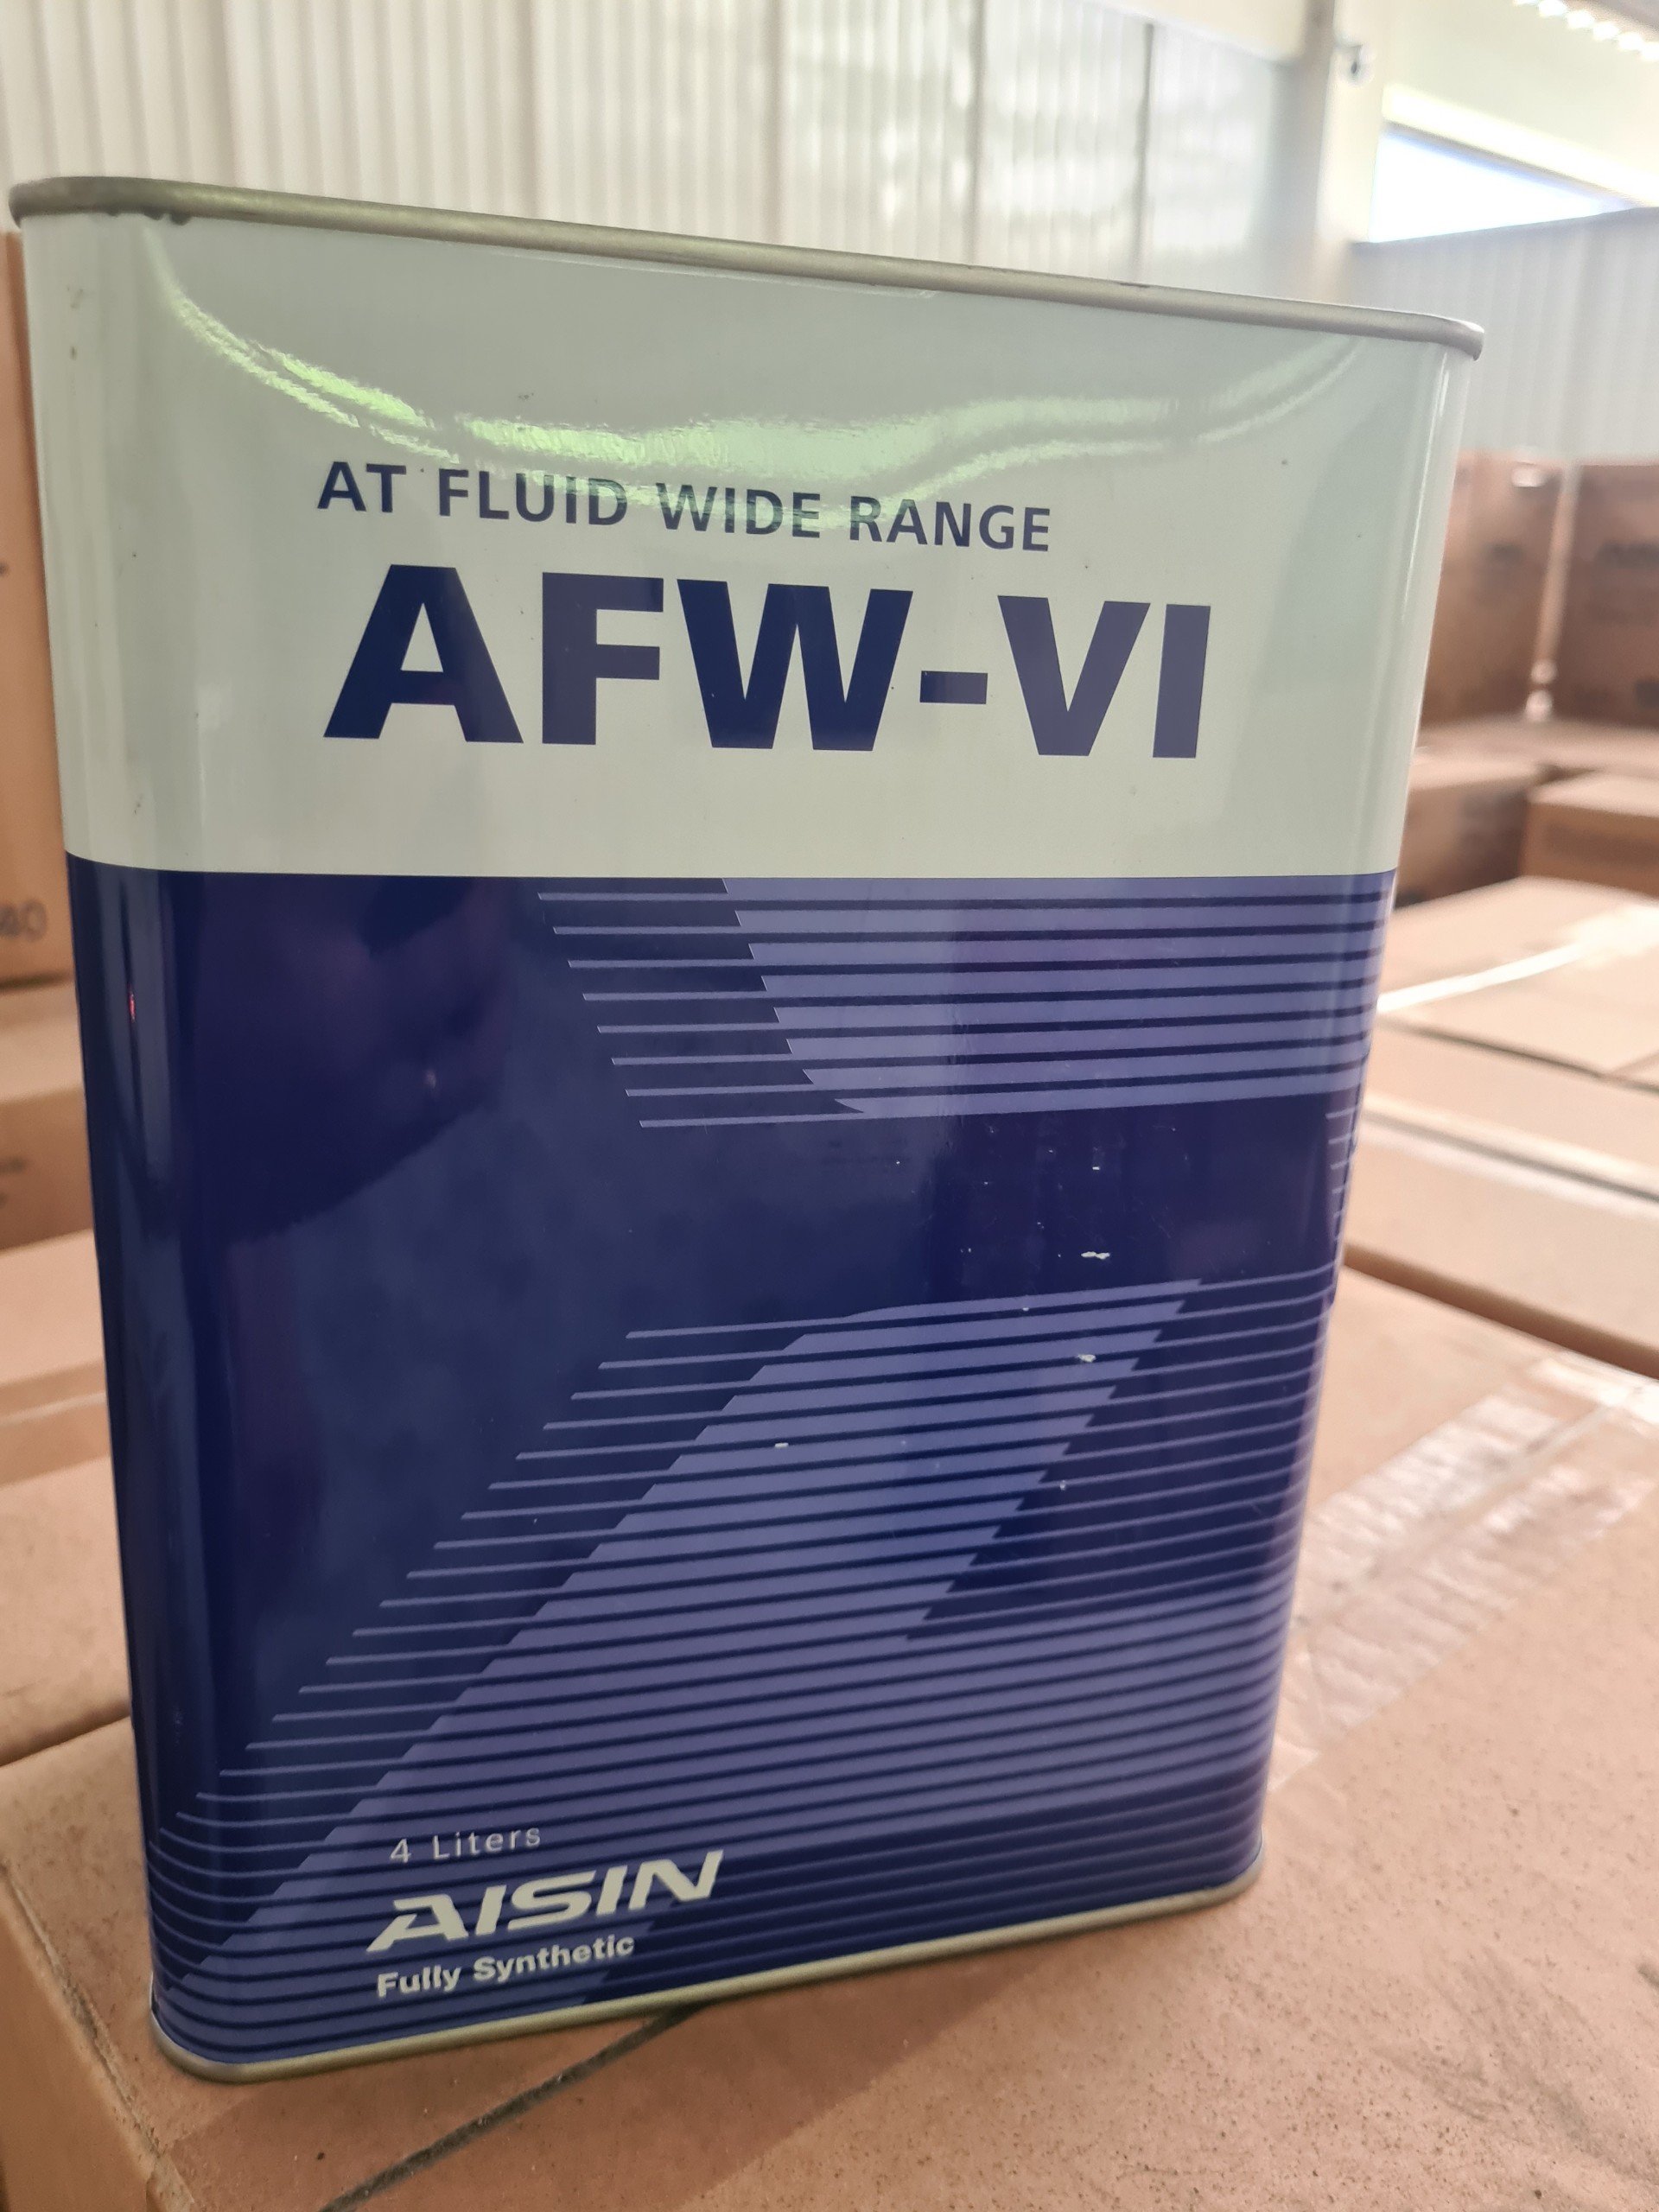 AT FLUID WIDE RANGE
AFW-VI
4 Liters
AISIN
Fully Synthetic